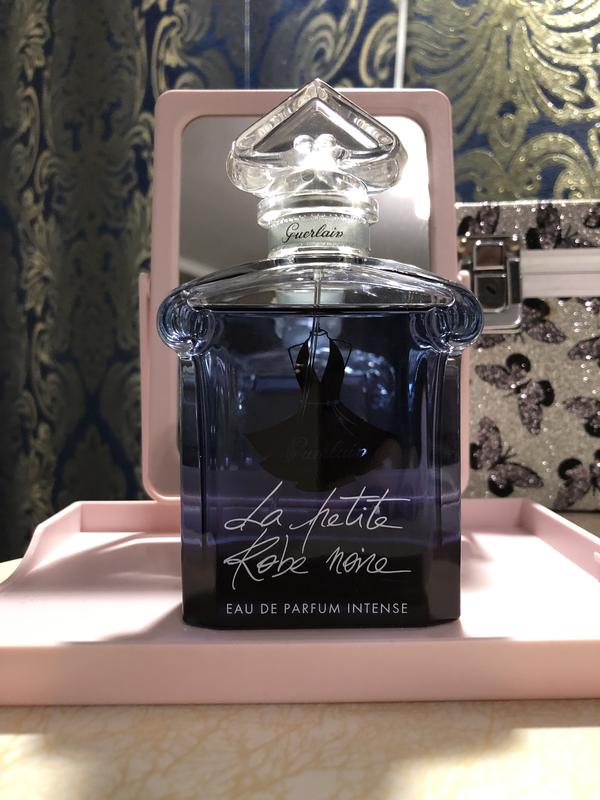 Guerlain
Guerlain
La petite
Robe noire
EAU DE PARFUM INTENSE